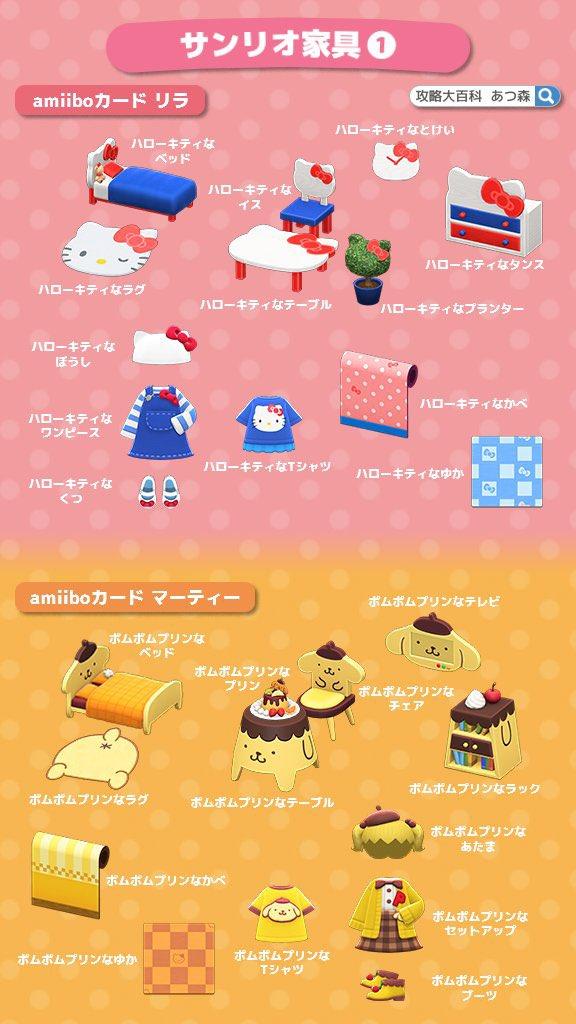 サンリオ家具❶
amiiboカード リラ
攻略大百科 あつ森
ハローキティなとけい
ハローキティな
ベッド
ハローキティな
イス
ハローキティなタンス
ハローキティなラグ
ハローキティなテーブル
ハローキティなプランター
ハローキティな
ぼうし
ハローキティなかべ
ハローキティな
ワンピース
ハローキティなTシャツ
ハローキティなゆか
ハローキティな
くつ
amiiboカード マーティー
ポムポムプリンなテレビ
ポムポムプリンな
ベッド
ポムポムプリンな
プリン
ポムポムプリンな
チェア
ポムポムプリンなラック
ポムポムプリンなラグ
ポムポムプリンなテーブル
ポムポムプリンな
あたま
ポムポムプリンなかべ
ポムポムプリンな
セットアップ
ポムポムプリンなゆか
ポムポムプリンな
Tシャツ
ポムポムプリンな
ブーツ